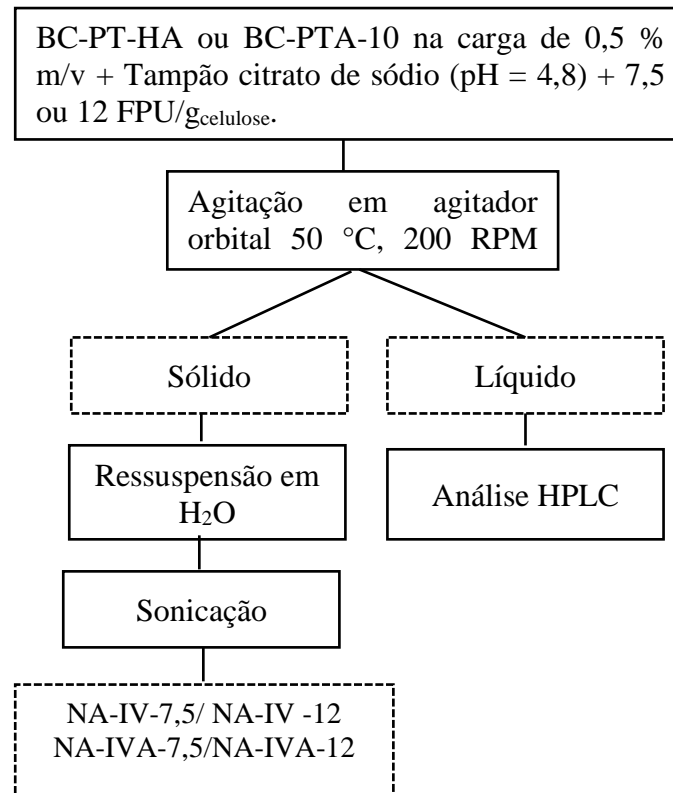 BC-PT-HA ou BC-PTA-10 na carga de 0,5 %
m/v + Tampão citrato de sódio (pH = 4,8) + 7,5
ou 12 FPU/gcelulose.
Agitação em agitador
orbital 50 °C, 200 RPM
Sólido
Líquido
Ressuspensão em
H₂O
Análise HPLC
Sonicação
NA-IV-7,5/ NA-IV -12
NA-IVA-7,5/NA-IVA-12